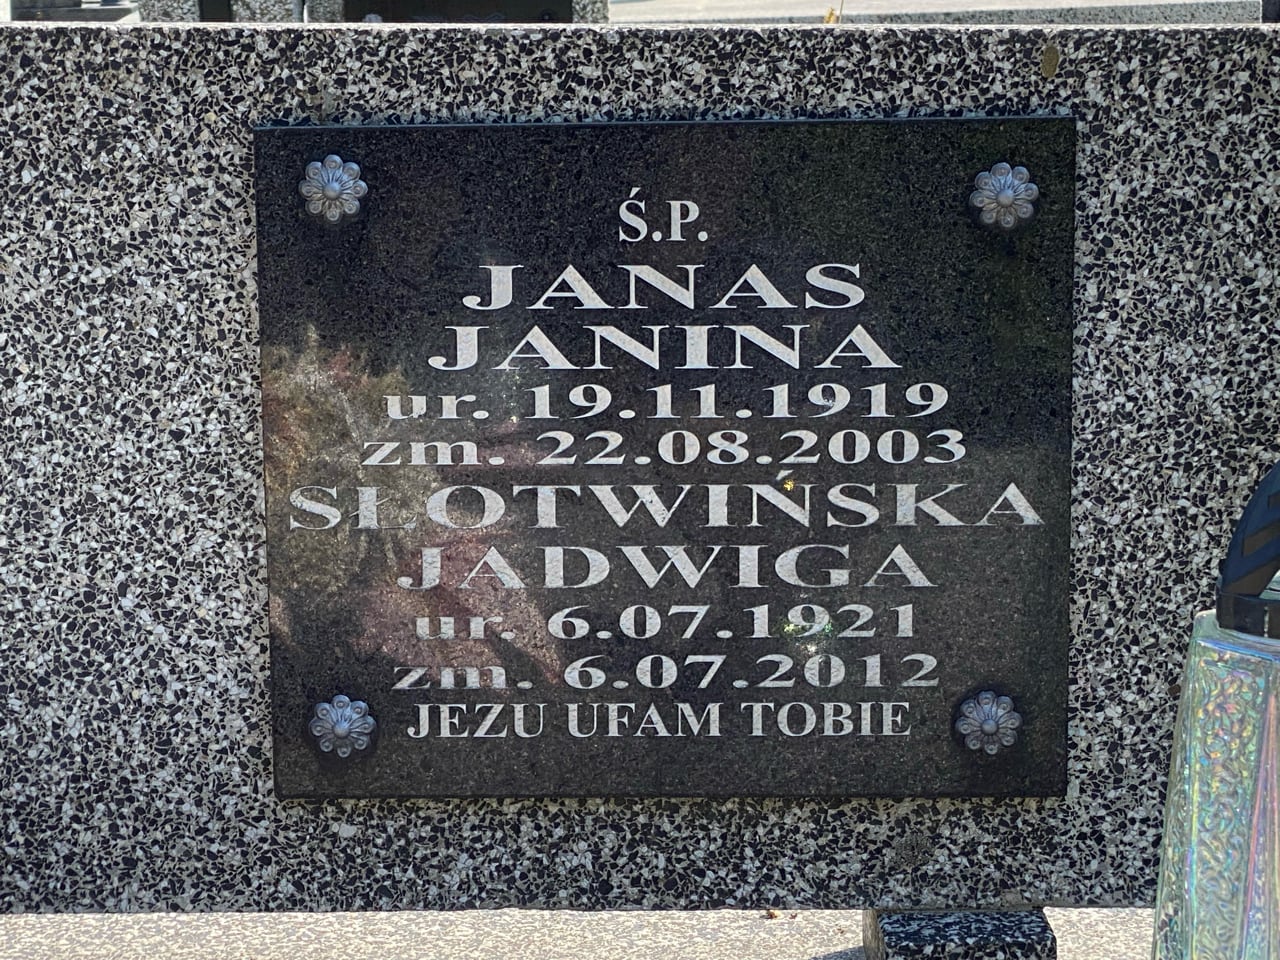 Ś.P.
JANAS
JANINA
ur. 19.11.1919
zm. 22.08.2003
SŁOTWIŃSKA
JADWIGA
ur. 6.07.1921
zm. 6.07.2012
JEZU UFAM TOBIE